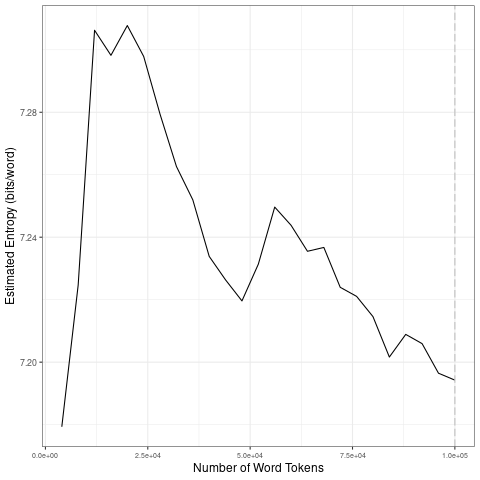 7.28
7.24
7.20
Estimated Entropy (bits/word)
0.0e+00 2.5e+04 5.0e+04 7.5e+04 1.0e+05
Number of Word Tokens